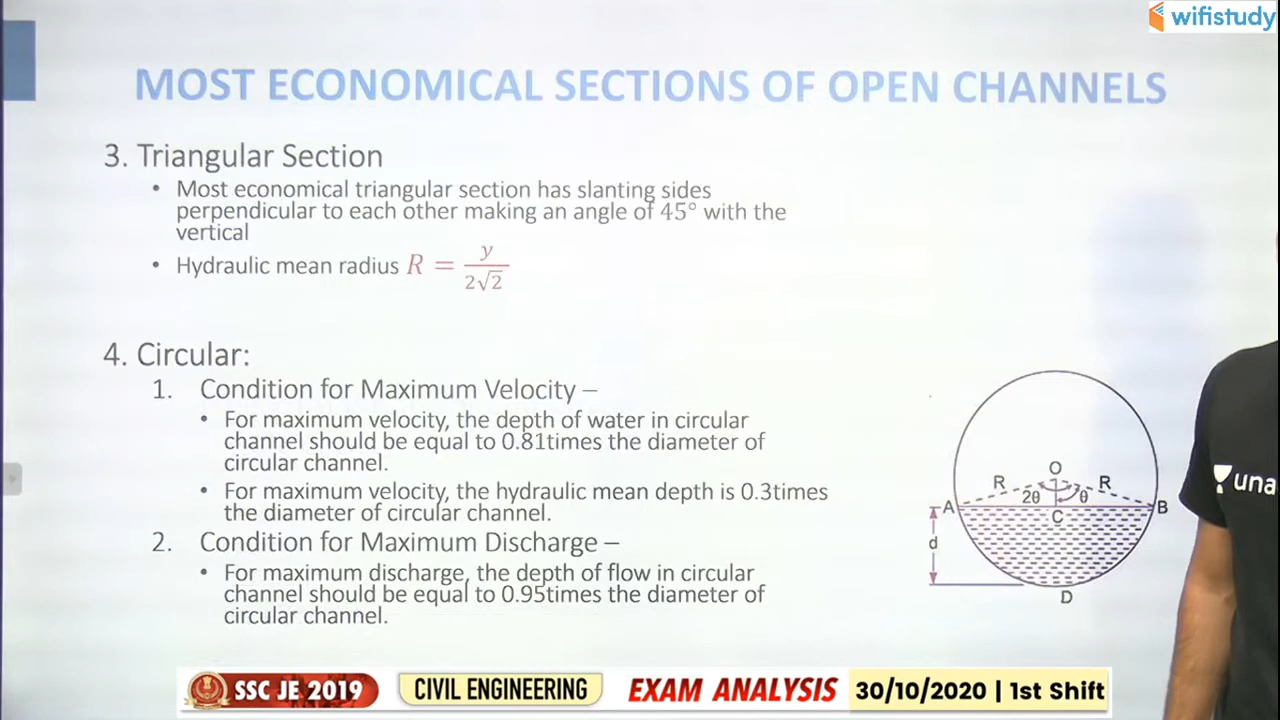 wifistudy
MOST ECONOMICAL SECTIONS OF OPEN CHANNELS
3. Triangular Section
• Most economical triangular section has slanting sides
perpendicular to each other making an angle of 45° with the
vertical
• Hydraulic mean radius R = y/2√2
4. Circular:
1. Condition for Maximum Velocity –
• For maximum velocity, the depth of water in circular
channel should be equal to 0.81times the diameter of
circular channel.
• For maximum velocity, the hydraulic mean depth is 0.3times
the diameter of circular channel.
2. Condition for Maximum Discharge –
• For maximum discharge, the depth of flow in circular
channel should be equal to 0.95times the diameter of
circular channel.
O
R R
2θ θ
A C B
d
D
una
SSC JE 2019 CIVIL ENGINEERING EXAM ANALYSIS 30/10/2020 | 1st Shift